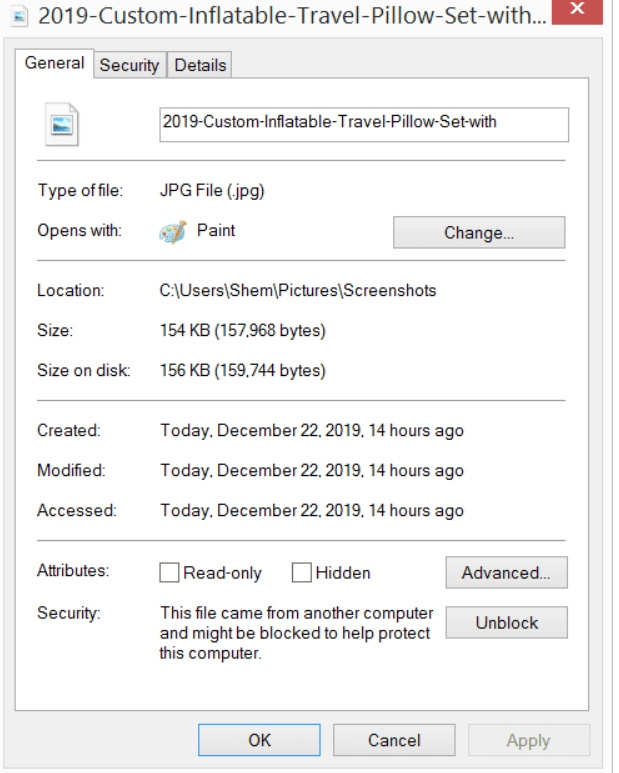 2019-Custom-Inflatable-Travel-Pillow-Set-with...
General Security Details
2019-Custom-Inflatable-Travel-Pillow-Set-with
Type of file: JPG File (.jpg)
Opens with: Paint Change...
Location: C:\Users\Shem\Pictures\Screenshots
Size: 154 KB (157,968 bytes)
Size on disk: 156 KB (159,744 bytes)
Created: Today, December 22, 2019, 14 hours ago
Modified: Today, December 22, 2019, 14 hours ago
Accessed: Today, December 22, 2019, 14 hours ago
Attributes: Read-only Hidden Advanced...
Security: This file came from another computer
and might be blocked to help protect
this computer.
Unblock
OK Cancel Apply